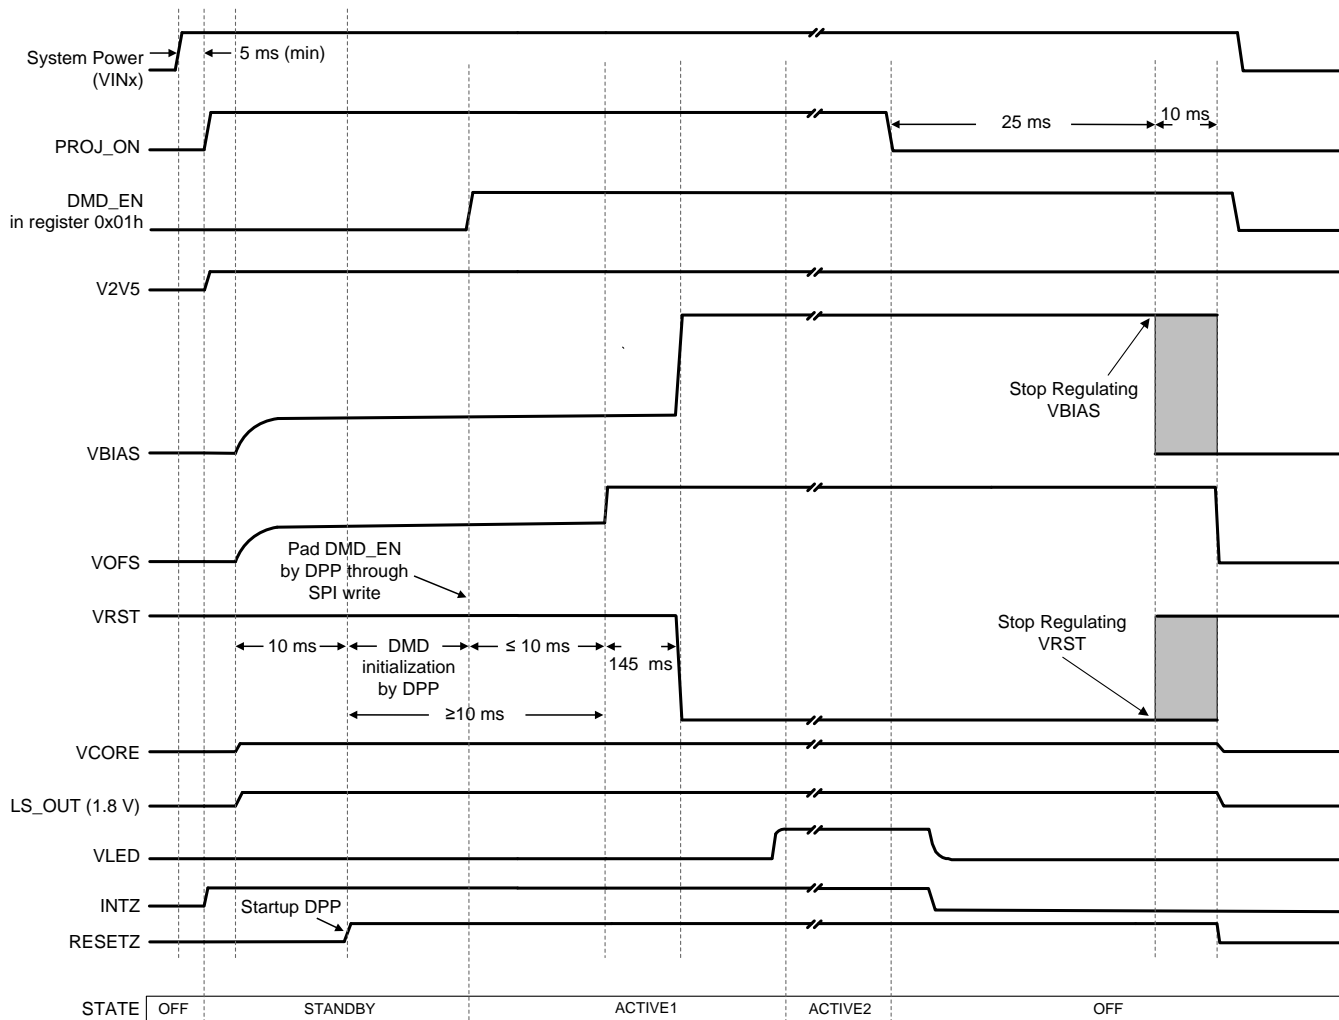 System Power
(VINx)
5 ms (min)
PROJ_ON
25 ms
10 ms
DMD_EN
in register 0x01h
V2V5
Stop Regulating
VBIAS
VBIAS
VOFS
Pad DMD_EN
by DPP through
SPI write
VRST
Stop Regulating
VRST
10 ms
DMD
initialization
by DPP
≤ 10 ms
145 ms
≥10 ms
VCORE
LS_OUT (1.8 V)
VLED
INTZ
Startup DPP
RESETZ
STATE
OFF
STANDBY
ACTIVE1
ACTIVE2
OFF